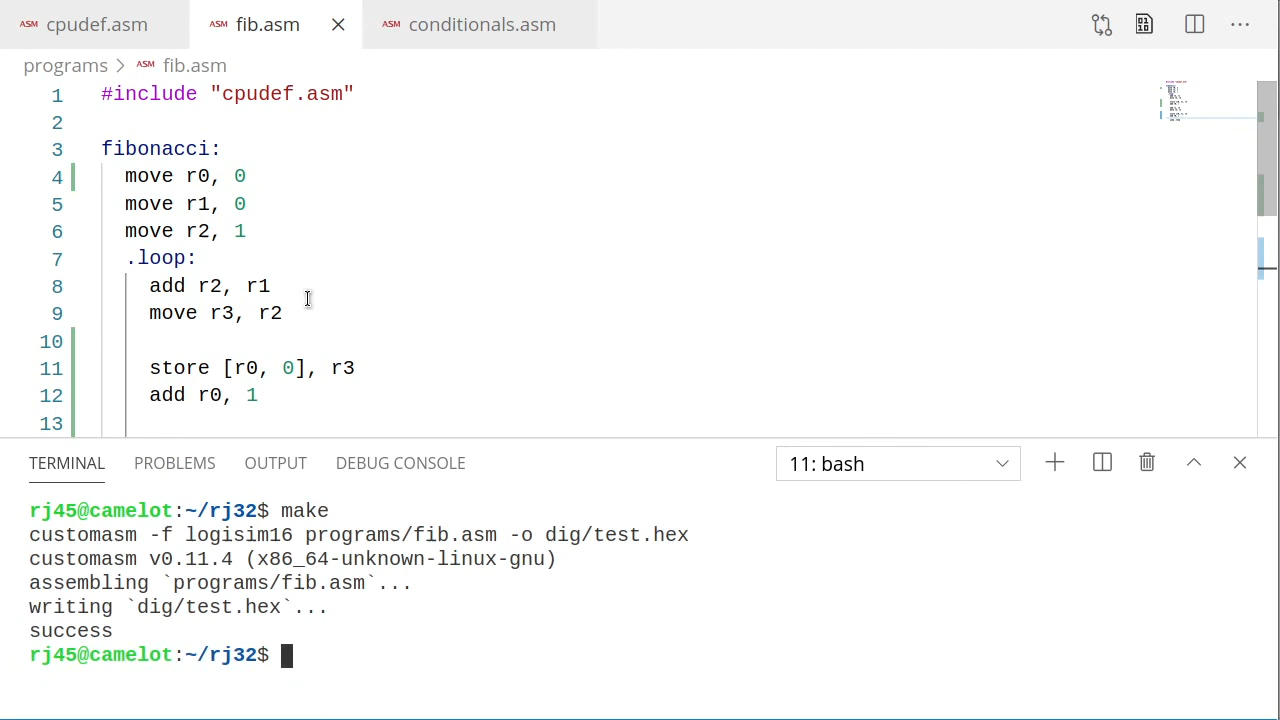 ASM cpudef.asm ASM fib.asm ASM conditionals.asm
programs > ASM fib.asm
1 #include "cpudef.asm"
2
3 fibonacci:
4 move r0, 0
5 move r1, 0
6 move r2, 1
7 .loop:
8 add r2, r1
9 move r3, r2
10
11 store [r0, 0], r3
12 add r0, 1
13
TERMINAL PROBLEMS OUTPUT DEBUG CONSOLE 11: bash
rj45@camelot:~/rj32$ make
customasm -f logisim16 programs/fib.asm -o dig/test.hex
customasm v0.11.4 (x86_64-unknown-linux-gnu)
assembling `programs/fib.asm`...
writing `dig/test.hex`...
success
rj45@camelot:~/rj32$